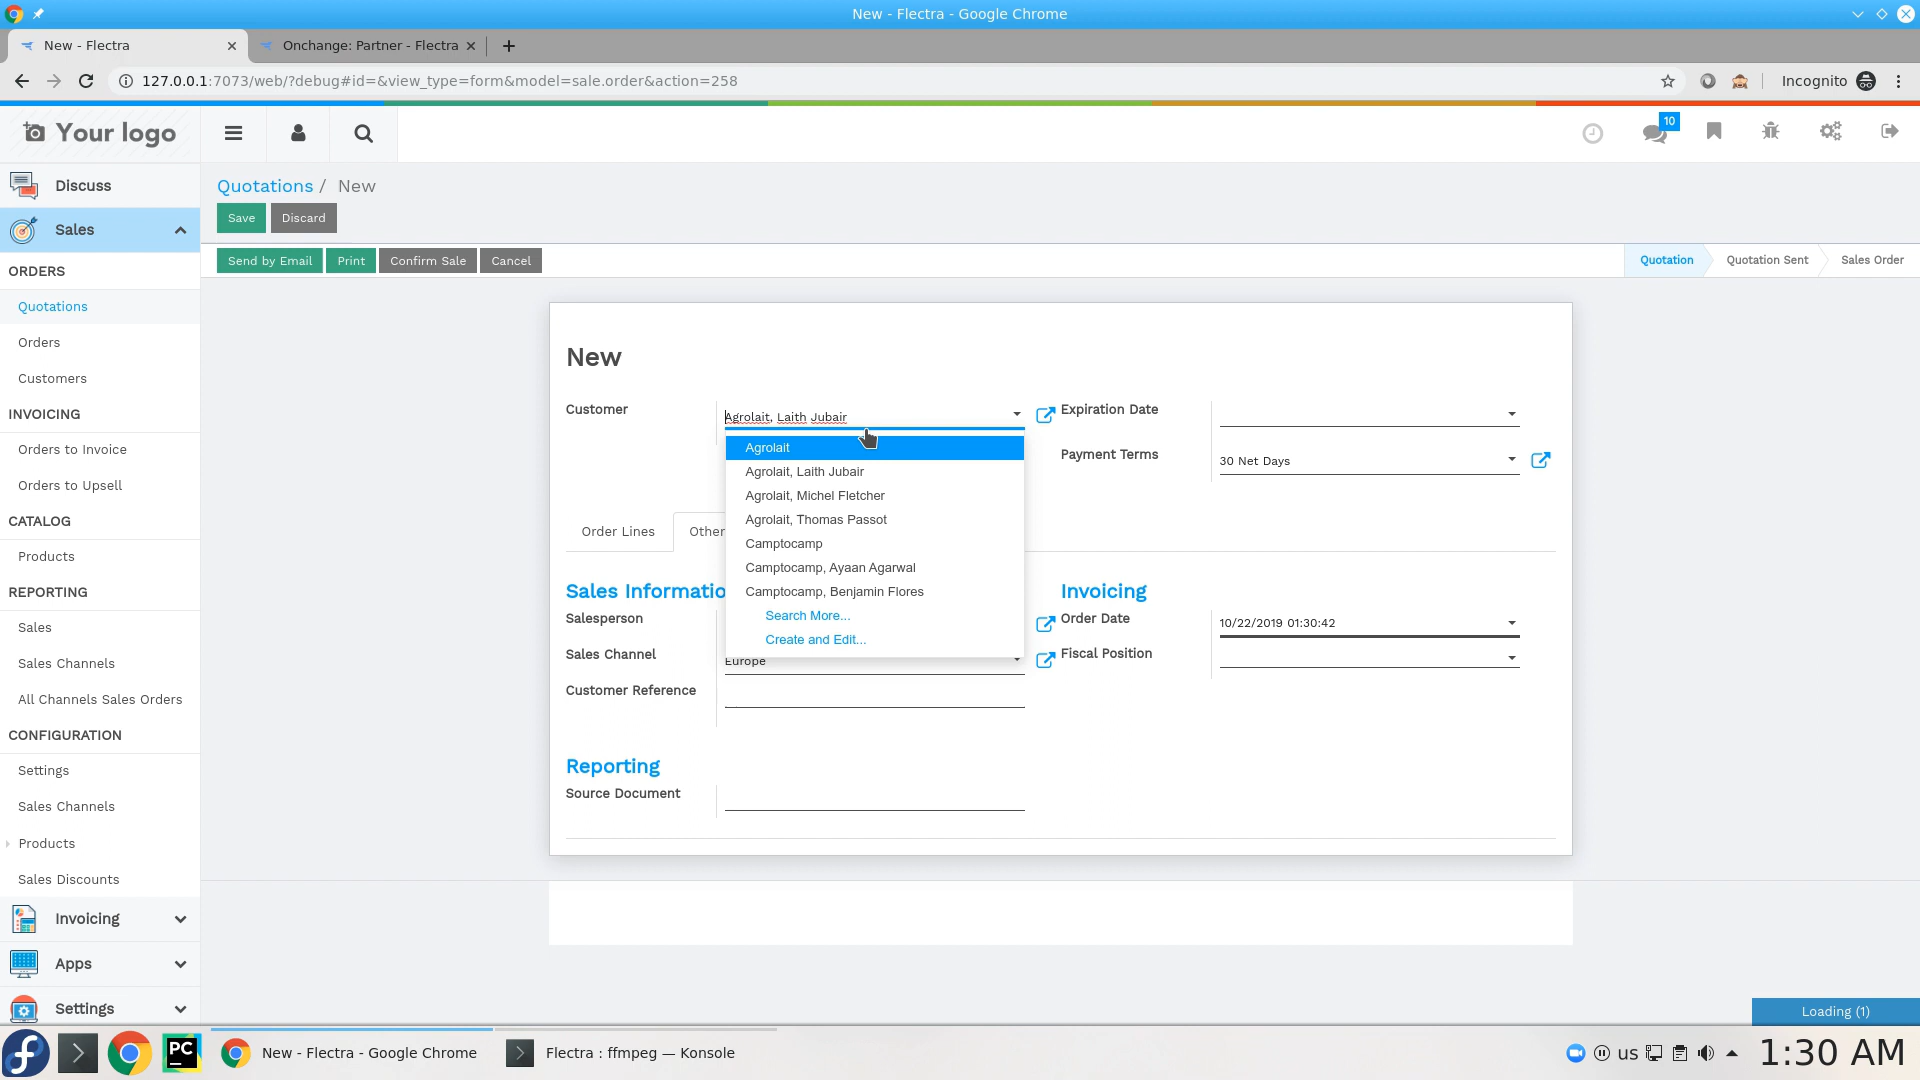 New - Flectra - Google Chrome
New - Flectra
Onchange: Partner - Flectra
127.0.0.1:7073/web/?debug#id=&view_type=form&model=sale.order&action=258
Incognito
Your logo
10
Discuss
Sales
ORDERS
Quotations
Orders
Customers
INVOICING
Orders to Invoice
Orders to Upsell
CATALOG
Products
REPORTING
Sales
Sales Channels
All Channels Sales Orders
CONFIGURATION
Settings
Sales Channels
Products
Sales Discounts
Invoicing
Apps
Settings
Quotations / New
Save Discard
Send by Email Print Confirm Sale Cancel
Quotation Quotation Sent Sales Order
New
Customer
Agrolait, Laith Jubair
Agrolait
Agrolait, Laith Jubair
Agrolait, Michel Fletcher
Agrolait, Thomas Passot
Camptocamp
Camptocamp, Ayaan Agarwal
Camptocamp, Benjamin Flores
Search More...
Create and Edit...
Expiration Date
Payment Terms 30 Net Days
Order Lines Other
Sales Informatio
Salesperson
Sales Channel Europe
Customer Reference
Invoicing
Order Date 10/22/2019 01:30:42
Fiscal Position
Reporting
Source Document
Loading (1)
PC
New - Flectra - Google Chrome
Flectra : ffmpeg — Konsole
us
1:30 AM